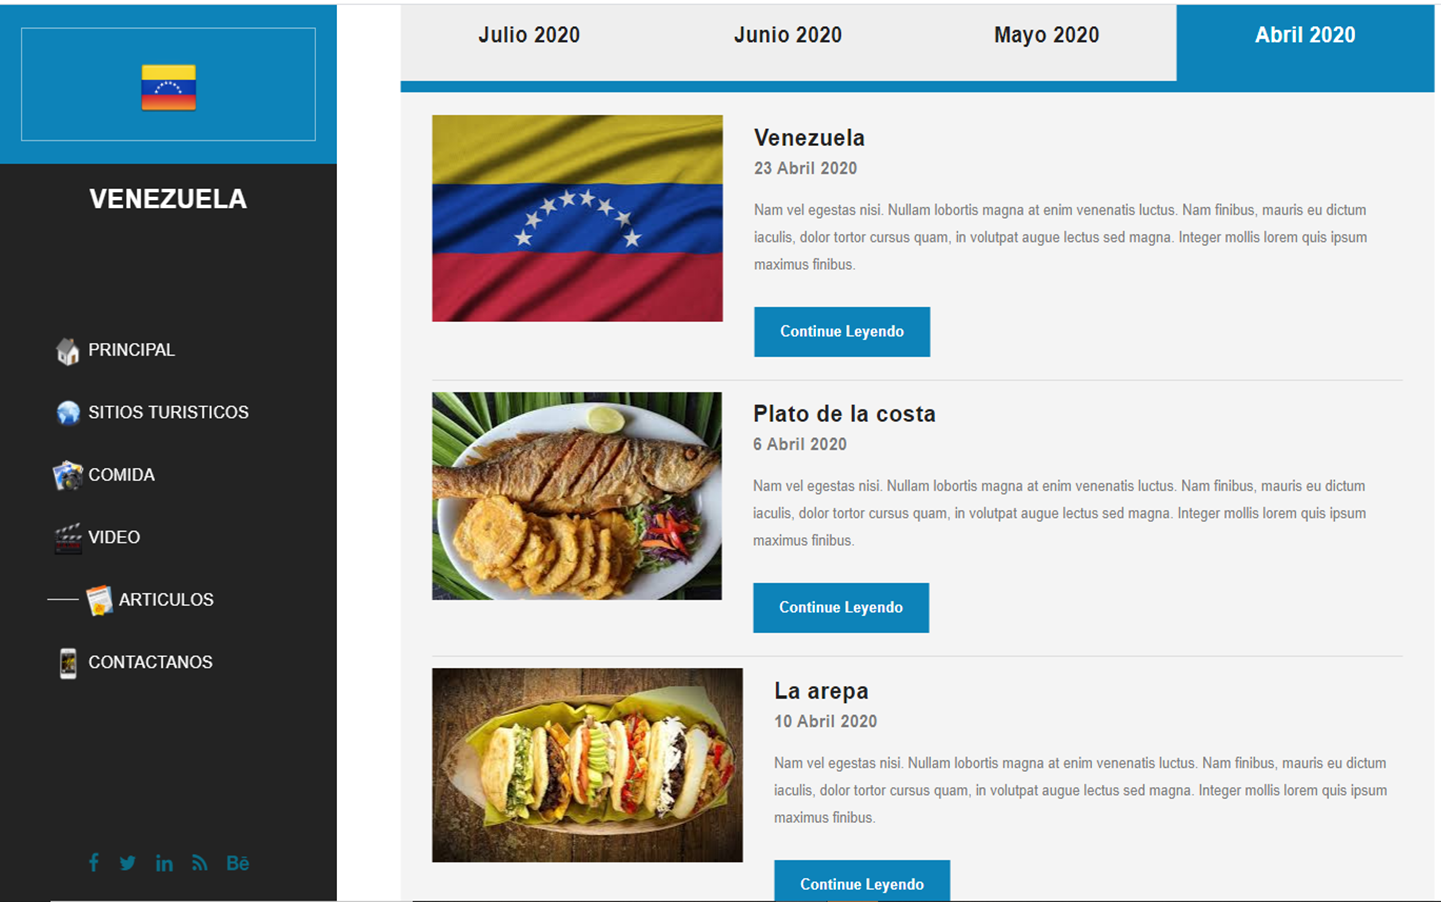 VENEZUELA
PRINCIPAL
SITIOS TURISTICOS
COMIDA
VIDEO
ARTICULOS
CONTACTANOS
Bē
Julio 2020
Junio 2020
Mayo 2020
Abril 2020
Venezuela
23 Abril 2020
Nam vel egestas nisi. Nullam lobortis magna at enim venenatis luctus. Nam finibus, mauris eu dictum
iaculis, dolor tortor cursus quam, in volutpat augue lectus sed magna. Integer mollis lorem quis ipsum
maximus finibus.
Continue Leyendo
Plato de la costa
6 Abril 2020
Nam vel egestas nisi. Nullam lobortis magna at enim venenatis luctus. Nam finibus, mauris eu dictum
iaculis, dolor tortor cursus quam, in volutpat augue lectus sed magna. Integer mollis lorem quis ipsum
maximus finibus.
Continue Leyendo
La arepa
10 Abril 2020
Nam vel egestas nisi. Nullam lobortis magna at enim venenatis luctus. Nam finibus, mauris eu dictum
iaculis, dolor tortor cursus quam, in volutpat augue lectus sed magna. Integer mollis lorem quis ipsum
maximus finibus.
Continue Leyendo